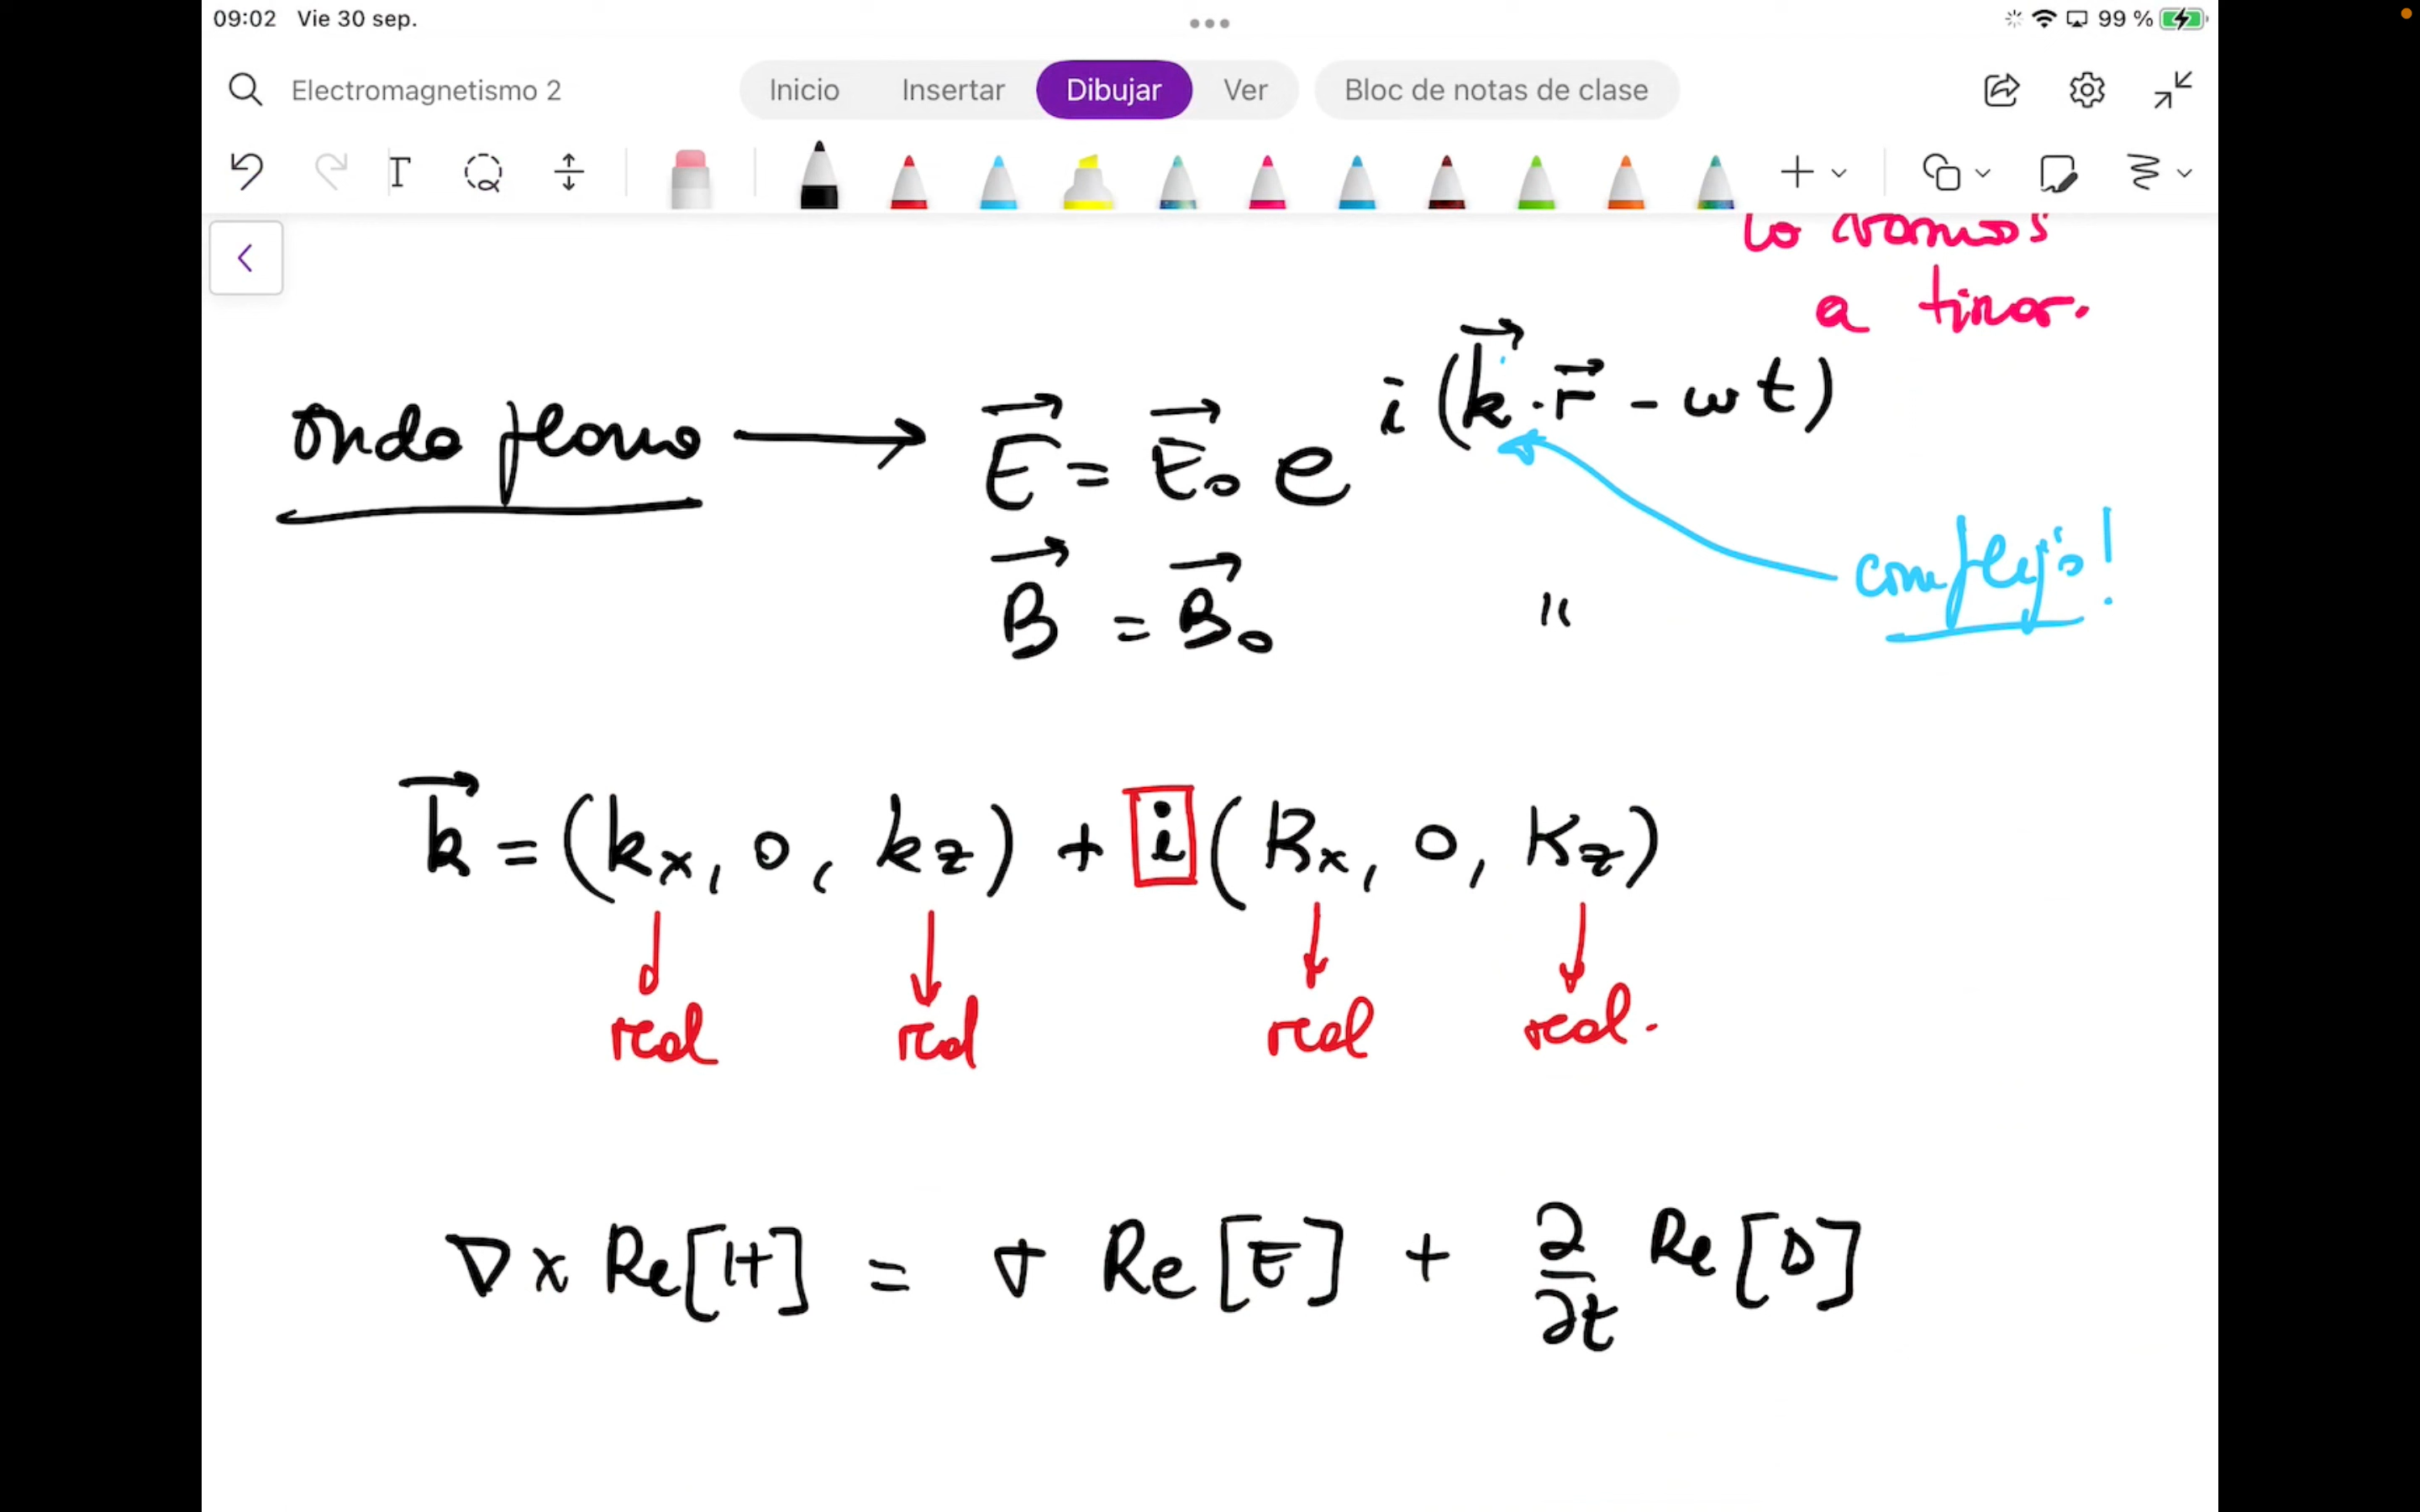 09:02 Vie 30 sep. 99 %
Electromagnetismo 2 Inicio Insertar Dibujar Ver Bloc de notas de clase
T
lo vamos
a tirar.
Onda plana → E⃗ = E⃗₀ e^{i(k⃗·r⃗ - ωt)}
complejo!
B⃗ = B⃗₀ "
k⃗ = (kx, 0, kz) + i (Kx, 0, Kz)
real real real real.
∇ x Re[H] = σ Re[E] + ∂/∂t Re[D]